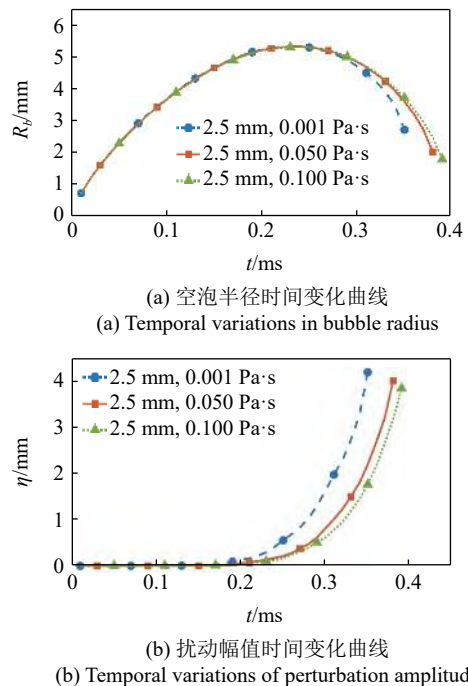 6
5
4
3
2
1
0
R_b/mm
2.5 mm, 0.001 Pa·s
2.5 mm, 0.050 Pa·s
2.5 mm, 0.100 Pa·s
0 0.1 0.2 0.3 0.4
t/ms
(a) 空泡半径时间变化曲线
(a) Temporal variations in bubble radius
4
3
2
1
0
η/mm
2.5 mm, 0.001 Pa·s
2.5 mm, 0.050 Pa·s
2.5 mm, 0.100 Pa·s
0 0.1 0.2 0.3 0.4
t/ms
(b) 扰动幅值时间变化曲线
(b) Temporal variations of perturbation amplitud